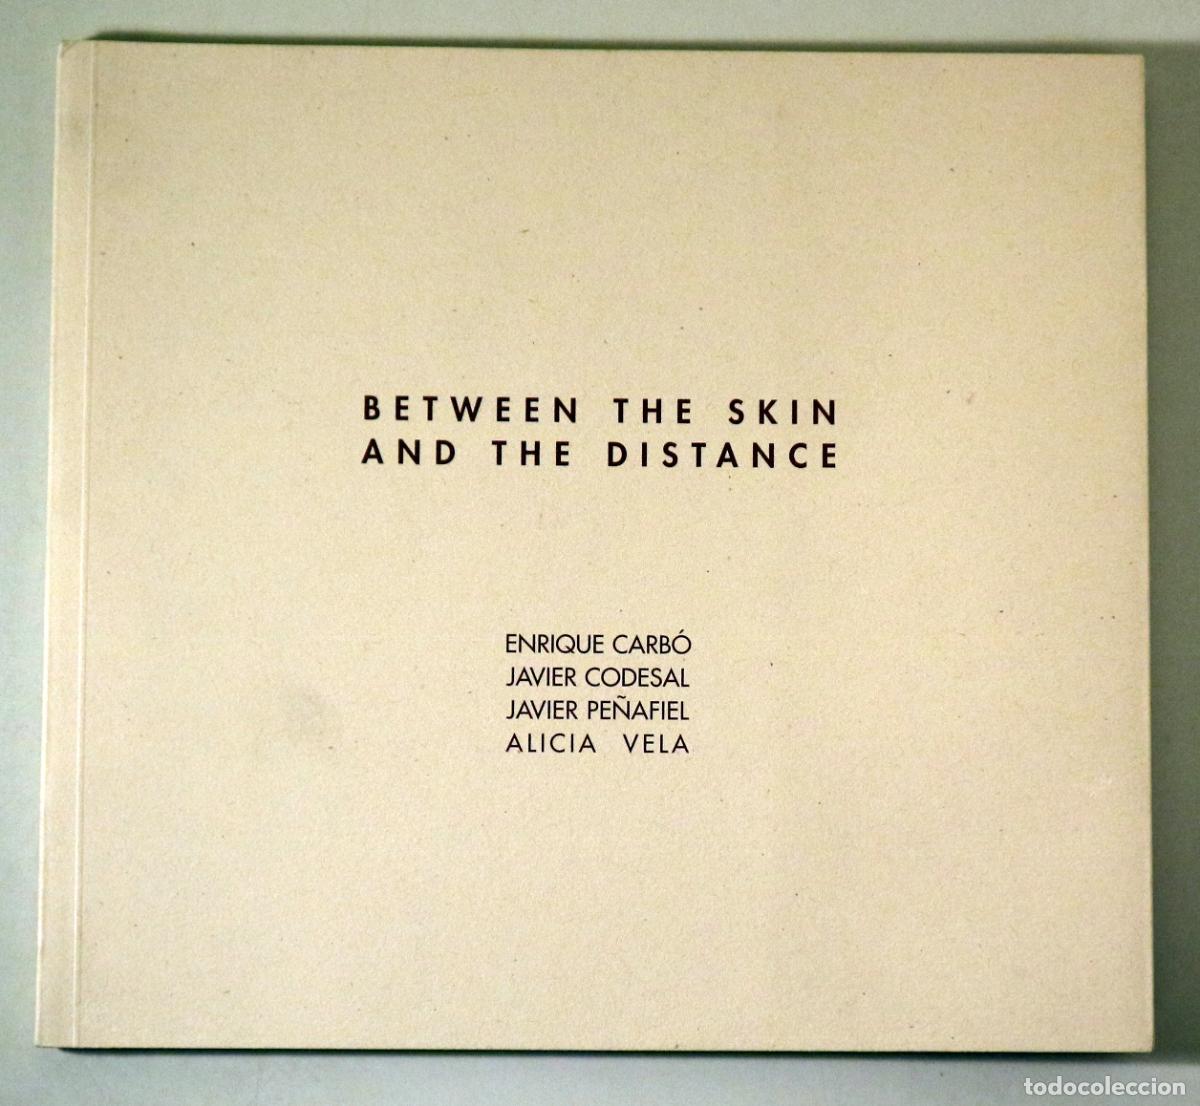 BETWEEN THE SKIN
AND THE DISTANCE
ENRIQUE CARBÓ
JAVIER CODESAL
JAVIER PEÑAFIEL
ALICIA VELA
todocoleccion